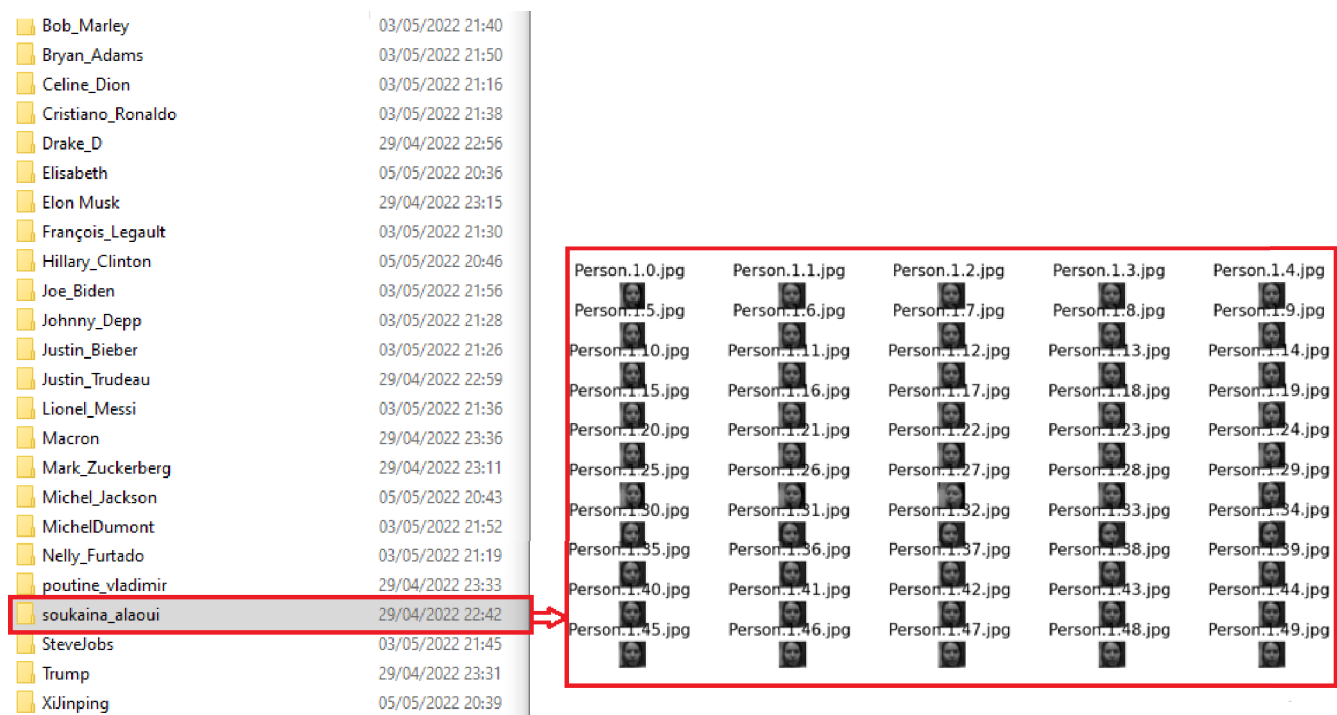 Bob_Marley 03/05/2022 21:40
Bryan_Adams 03/05/2022 21:50
Celine_Dion 03/05/2022 21:16
Cristiano_Ronaldo 03/05/2022 21:38
Drake_D 29/04/2022 22:56
Elisabeth 05/05/2022 20:36
Elon Musk 29/04/2022 23:15
François_Legault 03/05/2022 21:30
Hillary_Clinton 05/05/2022 20:46
Joe_Biden 03/05/2022 21:56
Johnny_Depp 03/05/2022 21:28
Justin_Bieber 03/05/2022 21:26
Justin_Trudeau 29/04/2022 22:59
Lionel_Messi 03/05/2022 21:36
Macron 29/04/2022 23:36
Mark_Zuckerberg 29/04/2022 23:11
Michel_Jackson 05/05/2022 20:43
MichelDumont 03/05/2022 21:52
Nelly_Furtado 03/05/2022 21:19
poutine_vladimir 29/04/2022 23:33
soukaina_alaoui 29/04/2022 22:42
SteveJobs 03/05/2022 21:45
Trump 29/04/2022 23:31
XiJinping 05/05/2022 20:39
Person.1.0.jpg Person.1.1.jpg Person.1.2.jpg Person.1.3.jpg Person.1.4.jpg
Person.1.5.jpg Person.1.6.jpg Person.1.7.jpg Person.1.8.jpg Person.1.9.jpg
Person.1.10.jpg Person.1.11.jpg Person.1.12.jpg Person.1.13.jpg Person.1.14.jpg
Person.1.15.jpg Person.1.16.jpg Person.1.17.jpg Person.1.18.jpg Person.1.19.jpg
Person.1.20.jpg Person.1.21.jpg Person.1.22.jpg Person.1.23.jpg Person.1.24.jpg
Person.1.25.jpg Person.1.26.jpg Person.1.27.jpg Person.1.28.jpg Person.1.29.jpg
Person.1.30.jpg Person.1.31.jpg Person.1.32.jpg Person.1.33.jpg Person.1.34.jpg
Person.1.35.jpg Person.1.36.jpg Person.1.37.jpg Person.1.38.jpg Person.1.39.jpg
Person.1.40.jpg Person.1.41.jpg Person.1.42.jpg Person.1.43.jpg Person.1.44.jpg
Person.1.45.jpg Person.1.46.jpg Person.1.47.jpg Person.1.48.jpg Person.1.49.jpg